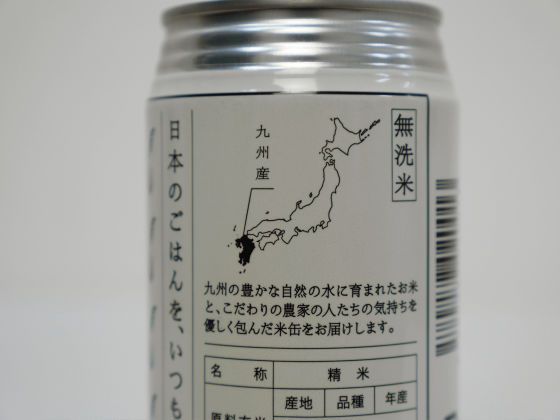 無洗米
九州産
九州の豊かな自然の水に育まれたお米
と、こだわりの農家の人たちの気持ちを
優しく包んだ米缶をお届けします。
名 称 精 米
産地 品種 年産
日本のごはんを、いつも